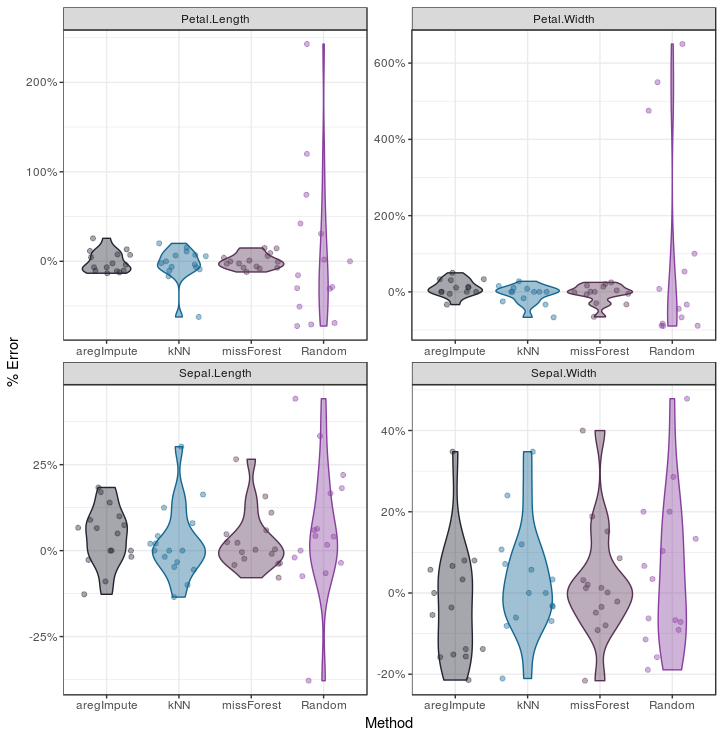 Petal.Length
Petal.Width
200%
100%
0%
600%
400%
200%
0%
aregImpute kNN missForest Random
aregImpute kNN missForest Random
% Error
Sepal.Length
Sepal.Width
25%
0%
-25%
40%
20%
0%
-20%
aregImpute kNN missForest Random
aregImpute kNN missForest Random
Method